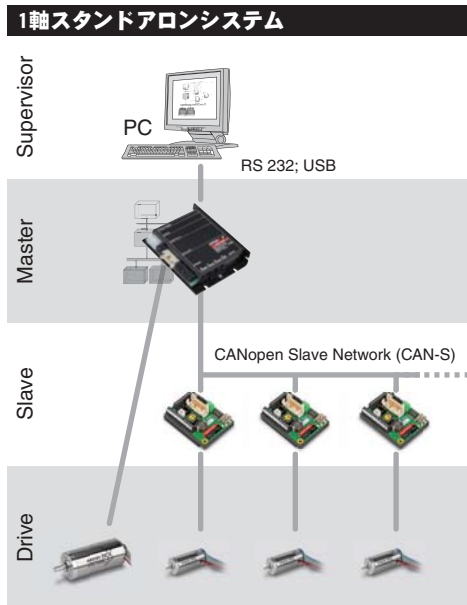 1軸スタンドアロンシステム
Supervisor
PC
RS 232; USB
Master
CANopen Slave Network (CAN-S)
Slave
Drive